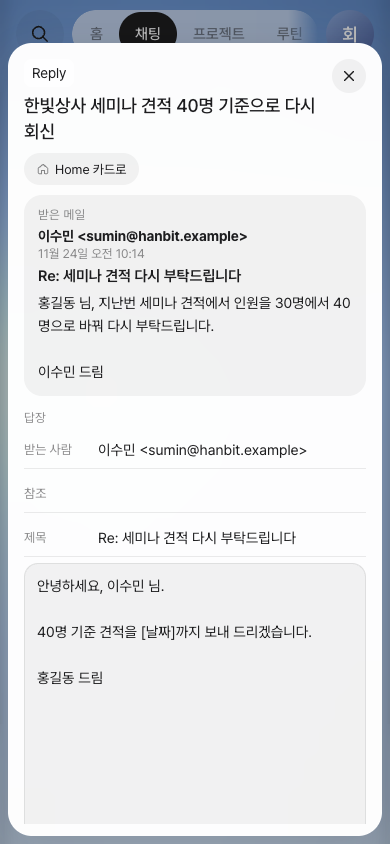 홈
채팅
프로젝트
루틴
회
Reply
한빛상사 세미나 견적 40명 기준으로 다시
회신
Home 카드로
받은 메일
이수민 <sumin@hanbit.example>
11월 24일 오전 10:14
Re: 세미나 견적 다시 부탁드립니다
홍길동 님, 지난번 세미나 견적에서 인원을 30명에서 40
명으로 바꿔 다시 부탁드립니다.
이수민 드림
답장
받는 사람 이수민 <sumin@hanbit.example>
참조
제목 Re: 세미나 견적 다시 부탁드립니다
안녕하세요, 이수민 님.
40명 기준 견적을 [날짜]까지 보내 드리겠습니다.
홍길동 드림